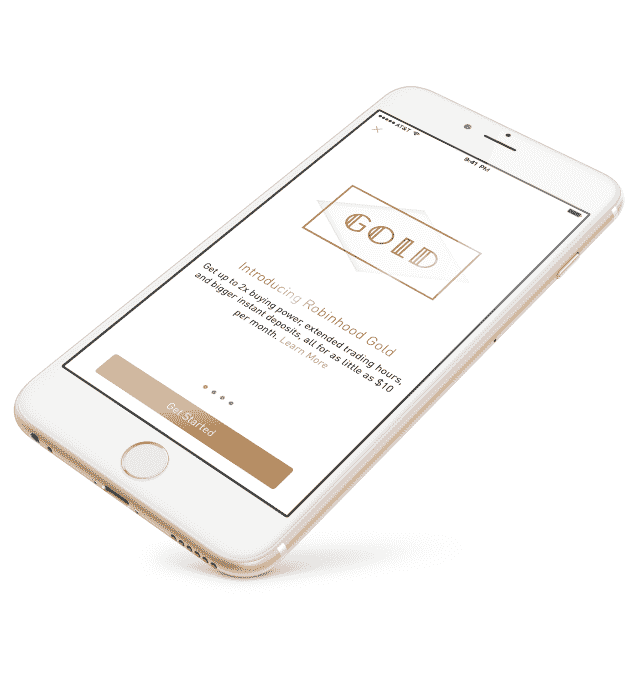 AT&T
9:41 PM
GOLD
Introducing Robinhood Gold
Get up to 2x buying power, extended trading hours,
and bigger instant deposits, all for as little as $10
per month. Learn More
Get Started